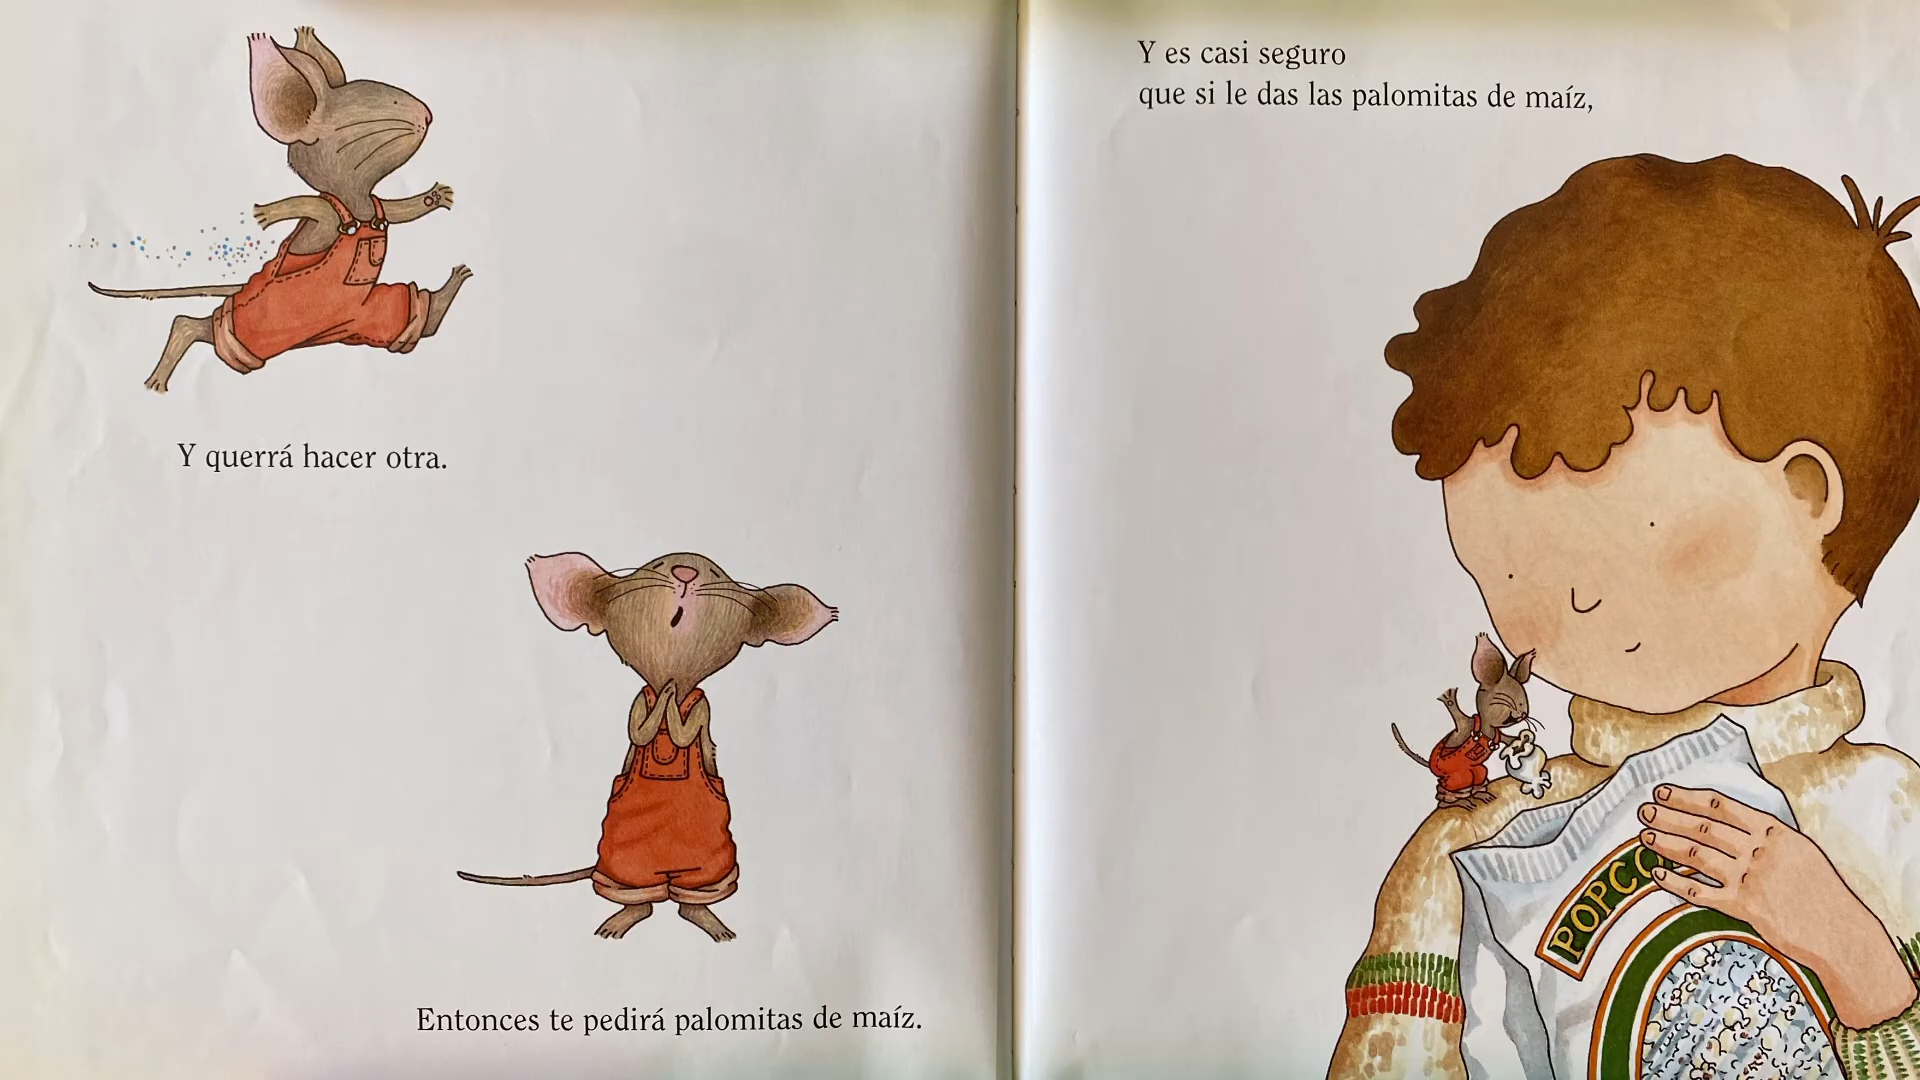 Y querrá hacer otra.
Entonces te pedirá palomitas de maíz.
Y es casi seguro
que si le das las palomitas de maíz,